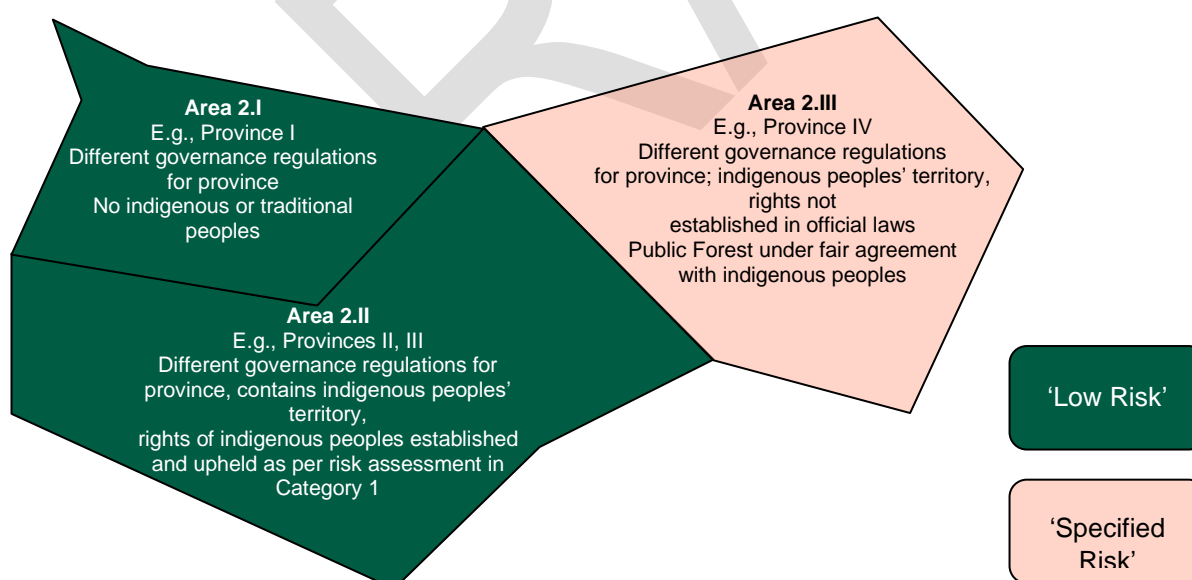 Area 2.I
E.g., Province I
Different governance regulations
for province
No indigenous or traditional
peoples
Area 2.III
E.g., Province IV
Different governance regulations
for province; indigenous peoples’ territory,
rights not
established in official laws
Public Forest under fair agreement
with indigenous peoples
Area 2.II
E.g., Provinces II, III
Different governance regulations for
province, contains indigenous peoples’
territory,
rights of indigenous peoples established
and upheld as per risk assessment in
Category 1
‘Low Risk’
‘Specified
Risk’